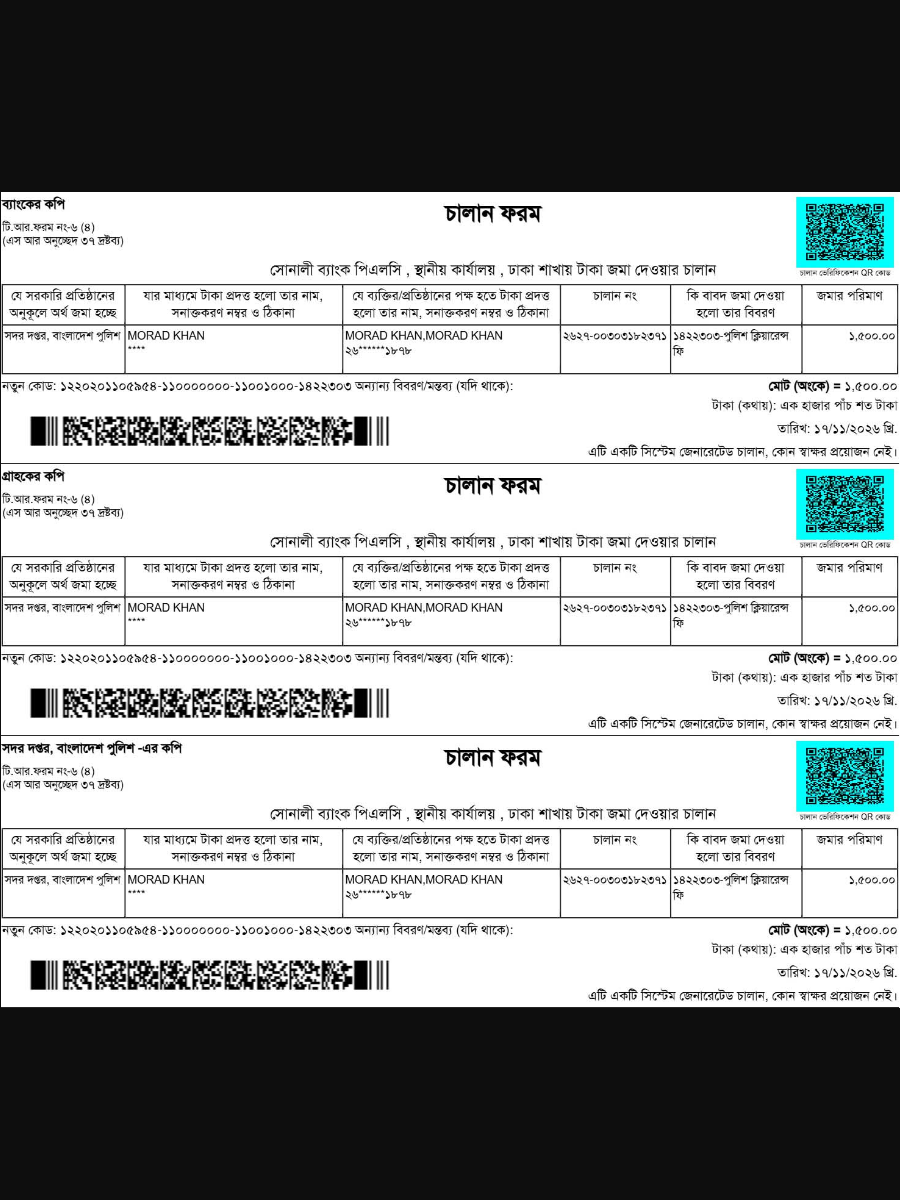 ব্যাংকের কপি
চালান ফরম
টি.আর.ফরম নং-৬ (৪)
(এস আর অনুচ্ছেদ ৩৭ দ্রষ্টব্য)
চালান ভেরিফিকেশন QR কোড
সোনালী ব্যাংক পিএলসি , স্থানীয় কার্যালয় , ঢাকা শাখায় টাকা জমা দেওয়ার চালান
যে সরকারি প্রতিষ্ঠানের অনুকূলে অর্থ জমা হচ্ছে
যার মাধ্যমে টাকা প্রদত্ত হলো তার নাম, সনাক্তকরণ নম্বর ও ঠিকানা
যে ব্যক্তির/প্রতিষ্ঠানের পক্ষ হতে টাকা প্রদত্ত হলো তার নাম, সনাক্তকরণ নম্বর ও ঠিকানা
চালান নং
কি বাবদ জমা দেওয়া হলো তার বিবরণ
জমার পরিমাণ
সদর দপ্তর, বাংলাদেশ পুলিশ
MORAD KHAN
****
MORAD KHAN,MORAD KHAN
২৬******১৮৭৮
২৬২৭-০০৩০৩১৮২৩৭১
১৪২২৩০৩-পুলিশ ক্লিয়ারেন্স ফি
১,৫০০.০০
নতুন কোড: ১২২০২০১১০৫৯৫৪-১১০০০০০০০-১১০০১০০০-১৪২২৩০৩ অন্যান্য বিবরণ/মন্তব্য (যদি থাকে):
মোট (অংকে) = ১,৫০০.০০
টাকা (কথায়): এক হাজার পাঁচ শত টাকা
তারিখ: ১৭/১১/২০২৬ খ্রি.
এটি একটি সিস্টেম জেনারেটেড চালান, কোন স্বাক্ষর প্রয়োজন নেই।
গ্রাহকের কপি
চালান ফরম
টি.আর.ফরম নং-৬ (৪)
(এস আর অনুচ্ছেদ ৩৭ দ্রষ্টব্য)
চালান ভেরিফিকেশন QR কোড
সোনালী ব্যাংক পিএলসি , স্থানীয় কার্যালয় , ঢাকা শাখায় টাকা জমা দেওয়ার চালান
যে সরকারি প্রতিষ্ঠানের অনুকূলে অর্থ জমা হচ্ছে
যার মাধ্যমে টাকা প্রদত্ত হলো তার নাম, সনাক্তকরণ নম্বর ও ঠিকানা
যে ব্যক্তির/প্রতিষ্ঠানের পক্ষ হতে টাকা প্রদত্ত হলো তার নাম, সনাক্তকরণ নম্বর ও ঠিকানা
চালান নং
কি বাবদ জমা দেওয়া হলো তার বিবরণ
জমার পরিমাণ
সদর দপ্তর, বাংলাদেশ পুলিশ
MORAD KHAN
****
MORAD KHAN,MORAD KHAN
২৬******১৮৭৮
২৬২৭-০০৩০৩১৮২৩৭১
১৪২২৩০৩-পুলিশ ক্লিয়ারেন্স ফি
১,৫০০.০০
নতুন কোড: ১২২০২০১১০৫৯৫৪-১১০০০০০০০-১১০০১০০০-১৪২২৩০৩ অন্যান্য বিবরণ/মন্তব্য (যদি থাকে):
মোট (অংকে) = ১,৫০০.০০
টাকা (কথায়): এক হাজার পাঁচ শত টাকা
তারিখ: ১৭/১১/২০২৬ খ্রি.
এটি একটি সিস্টেম জেনারেটেড চালান, কোন স্বাক্ষর প্রয়োজন নেই।
সদর দপ্তর, বাংলাদেশ পুলিশ -এর কপি
চালান ফরম
টি.আর.ফরম নং-৬ (৪)
(এস আর অনুচ্ছেদ ৩৭ দ্রষ্টব্য)
চালান ভেরিফিকেশন QR কোড
সোনালী ব্যাংক পিএলসি , স্থানীয় কার্যালয় , ঢাকা শাখায় টাকা জমা দেওয়ার চালান
যে সরকারি প্রতিষ্ঠানের অনুকূলে অর্থ জমা হচ্ছে
যার মাধ্যমে টাকা প্রদত্ত হলো তার নাম, সনাক্তকরণ নম্বর ও ঠিকানা
যে ব্যক্তির/প্রতিষ্ঠানের পক্ষ হতে টাকা প্রদত্ত হলো তার নাম, সনাক্তকরণ নম্বর ও ঠিকানা
চালান নং
কি বাবদ জমা দেওয়া হলো তার বিবরণ
জমার পরিমাণ
সদর দপ্তর, বাংলাদেশ পুলিশ
MORAD KHAN
****
MORAD KHAN,MORAD KHAN
২৬******১৮৭৮
২৬২৭-০০৩০৩১৮২৩৭১
১৪২২৩০৩-পুলিশ ক্লিয়ারেন্স ফি
১,৫০০.০০
নতুন কোড: ১২২০২০১১০৫৯৫৪-১১০০০০০০০-১১০০১০০০-১৪২২৩০৩ অন্যান্য বিবরণ/মন্তব্য (যদি থাকে):
মোট (অংকে) = ১,৫০০.০০
টাকা (কথায়): এক হাজার পাঁচ শত টাকা
তারিখ: ১৭/১১/২০২৬ খ্রি.
এটি একটি সিস্টেম জেনারেটেড চালান, কোন স্বাক্ষর প্রয়োজন নেই।